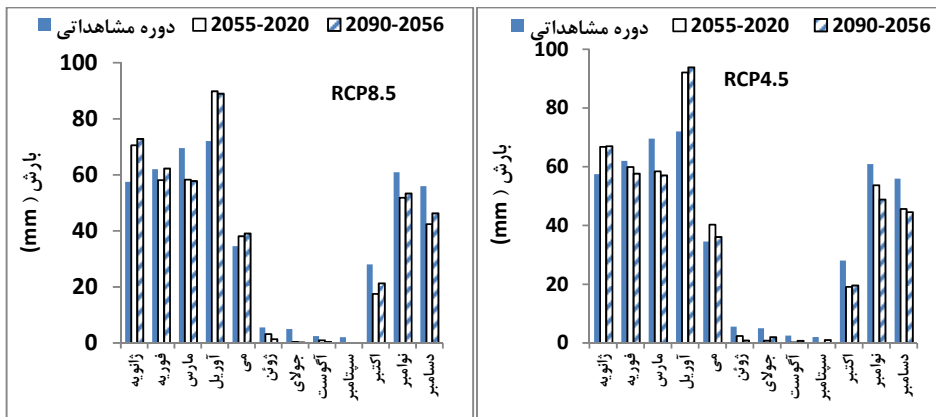 دوره مشاهداتی 2055-2020 2090-2056
RCP8.5
بارش ( mm)
100
80
60
40
20
0
ژانویه
فوریه
مارس
آوریل
می
ژوئن
جولای
آگوست
سپتامبر
اکتبر
نوامبر
دسامبر
دوره مشاهداتی 2055-2020 2090-2056
RCP4.5
بارش ( mm)
100
80
60
40
20
0
ژانویه
فوریه
مارس
آوریل
می
ژوئن
جولای
آگوست
سپتامبر
اکتبر
نوامبر
دسامبر